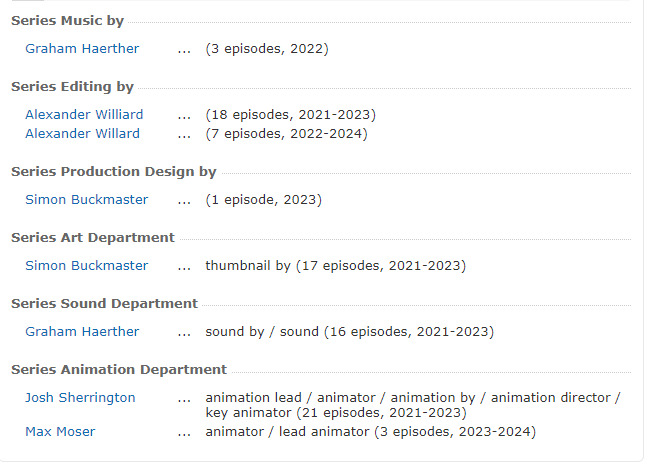 Series Music by
Graham Haerther ... (3 episodes, 2022)
Series Editing by
Alexander Williard ... (18 episodes, 2021-2023)
Alexander Willard ... (7 episodes, 2022-2024)
Series Production Design by
Simon Buckmaster ... (1 episode, 2023)
Series Art Department
Simon Buckmaster ... thumbnail by (17 episodes, 2021-2023)
Series Sound Department
Graham Haerther ... sound by / sound (16 episodes, 2021-2023)
Series Animation Department
Josh Sherrington ... animation lead / animator / animation by / animation director /
key animator (21 episodes, 2021-2023)
Max Moser ... animator / lead animator (3 episodes, 2023-2024)